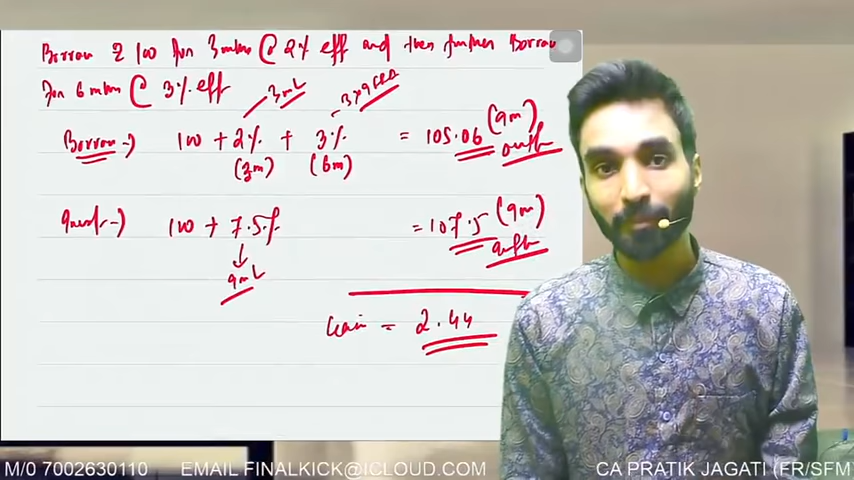 Borrow ₹ 100 for 3 mths @ 2% eff and then further Borrow
for 6 mths @ 3% eff
3mL 3x9 FRA
Borrow → 100 + 2% + 3% = 105.06 (9m)
(3m) (6m) outf
Invest → 100 + 7.5% = 107.5 (9m)
↓
9mL
Gain = 2.44
M/0 7002630110 EMAIL FINALKICK@ICLOUD.COM CA PRATIK JAGATI (FR/SFM